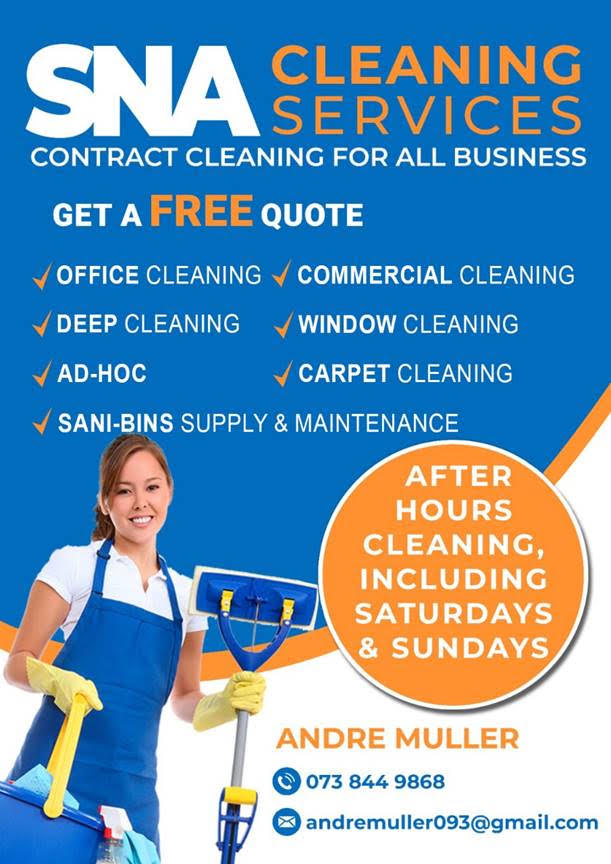 SNA CLEANING
SERVICES
CONTRACT CLEANING FOR ALL BUSINESS
GET A FREE QUOTE
OFFICE CLEANING
COMMERCIAL CLEANING
DEEP CLEANING
WINDOW CLEANING
AD-HOC
CARPET CLEANING
SANI-BINS SUPPLY & MAINTENANCE
AFTER
HOURS
CLEANING,
INCLUDING
SATURDAYS
& SUNDAYS
ANDRE MULLER
073 844 9868
andremuller093@gmail.com